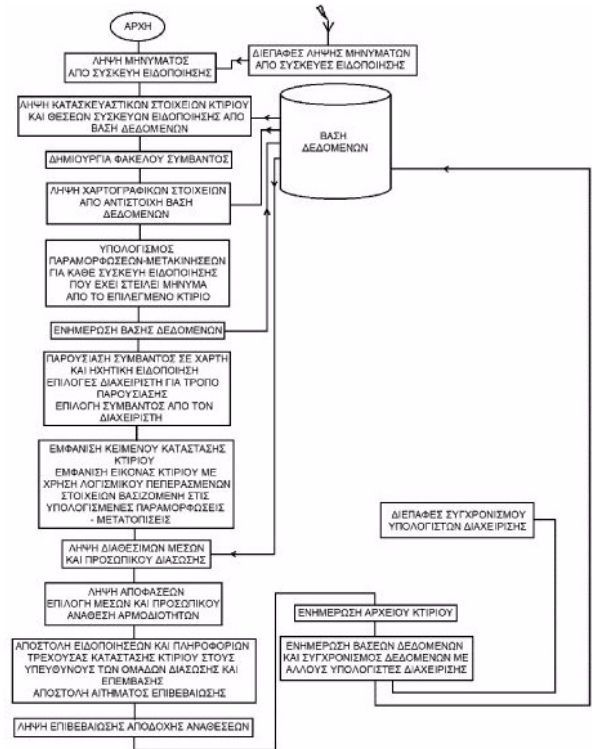 ΑΡΧΗ
ΔΙΕΠΑΦΕΣ ΛΗΨΗΣ ΜΗΝΥΜΑΤΩΝ
ΑΠΟ ΣΥΣΚΕΥΕΣ ΕΙΔΟΠΟΙΗΣΗΣ
ΛΗΨΗ ΜΗΝΥΜΑΤΟΣ
ΑΠΟ ΣΥΣΚΕΥΗ ΕΙΔΟΠΟΙΗΣΗΣ
ΛΗΨΗ ΚΑΤΑΣΚΕΥΑΣΤΙΚΩΝ ΣΤΟΙΧΕΙΩΝ ΚΤΙΡΙΟΥ
ΚΑΙ ΘΕΣΕΩΝ ΣΥΣΚΕΥΩΝ ΕΙΔΟΠΟΙΗΣΗΣ ΑΠΟ
ΒΑΣΗ ΔΕΔΟΜΕΝΩΝ
ΒΑΣΗ
ΔΕΔΟΜΕΝΩΝ
ΔΗΜΙΟΥΡΓΙΑ ΦΑΚΕΛΟΥ ΣΥΜΒΑΝΤΟΣ
ΛΗΨΗ ΧΑΡΤΟΓΡΑΦΙΚΩΝ ΣΤΟΙΧΕΙΩΝ
ΑΠΟ ΑΝΤΙΣΤΟΙΧΗ ΒΑΣΗ
ΔΕΔΟΜΕΝΩΝ
ΥΠΟΛΟΓΙΣΜΟΣ
ΠΑΡΑΜΟΡΦΩΣΕΩΝ-ΜΕΤΑΚΙΝΗΣΕΩΝ
ΓΙΑ ΚΑΘΕ ΣΥΣΚΕΥΗ ΕΙΔΟΠΟΙΗΣΗΣ
ΠΟΥ ΕΧΕΙ ΣΤΕΙΛΕΙ ΜΗΝΥΜΑ
ΑΠΟ ΤΟ ΕΠΙΛΕΓΜΕΝΟ ΚΤΙΡΙΟ
ΕΝΗΜΕΡΩΣΗ ΒΑΣΗΣ ΔΕΔΟΜΕΝΩΝ
ΠΑΡΟΥΣΙΑΣΗ ΣΥΜΒΑΝΤΟΣ ΣΕ ΧΑΡΤΗ
ΚΑΙ ΗΧΗΤΙΚΗ ΕΙΔΟΠΟΙΗΣΗ
ΕΠΙΛΟΓΕΣ ΔΙΑΧΕΙΡΙΣΤΗ ΓΙΑ ΤΡΟΠΟ
ΠΑΡΟΥΣΙΑΣΗΣ
ΕΠΙΛΟΓΗ ΣΥΜΒΑΝΤΟΣ ΑΠΟ ΤΟΝ
ΔΙΑΧΕΙΡΙΣΤΗ
ΕΜΦΑΝΙΣΗ ΚΕΙΜΕΝΟΥ ΚΑΤΑΣΤΑΣΗΣ
ΚΤΙΡΙΟΥ
ΕΜΦΑΝΙΣΗ ΕΙΚΟΝΑΣ ΚΤΙΡΙΟΥ ΜΕ
ΧΡΗΣΗ ΛΟΓΙΣΜΙΚΟΥ ΠΕΠΕΡΑΣΜΕΝΩΝ
ΣΤΟΙΧΕΙΩΝ ΒΑΣΙΖΟΜΕΝΗ ΣΤΙΣ
ΥΠΟΛΟΓΙΣΜΕΝΕΣ ΠΑΡΑΜΟΡΦΩΣΕΙΣ
- ΜΕΤΑΤΟΠΙΣΕΙΣ
ΔΙΕΠΑΦΕΣ ΣΥΓΧΡΟΝΙΣΜΟΥ
ΥΠΟΛΟΓΙΣΤΩΝ ΔΙΑΧΕΙΡΙΣΗΣ
ΛΗΨΗ ΔΙΑΘΕΣΙΜΩΝ ΜΕΣΩΝ
ΚΑΙ ΠΡΟΣΩΠΙΚΟΥ ΔΙΑΣΩΣΗΣ
ΛΗΨΗ ΑΠΟΦΑΣΕΩΝ
ΕΠΙΛΟΓΗ ΜΕΣΩΝ ΚΑΙ ΠΡΟΣΩΠΙΚΟΥ
ΑΝΑΘΕΣΗ ΑΡΜΟΔΙΟΤΗΤΩΝ
ΕΝΗΜΕΡΩΣΗ ΑΡΧΕΙΟΥ ΚΤΙΡΙΟΥ
ΑΠΟΣΤΟΛΗ ΕΙΔΟΠΟΙΗΣΕΩΝ ΚΑΙ ΠΛΗΡΟΦΟΡΙΩΝ
ΤΡΕΧΟΥΣΑΣ ΚΑΤΑΣΤΑΣΗΣ ΚΤΙΡΙΟΥ ΣΤΟΥΣ
ΥΠΕΥΘΥΝΟΥΣ ΤΩΝ ΟΜΑΔΩΝ ΔΙΑΣΩΣΗΣ ΚΑΙ
ΕΠΕΜΒΑΣΗΣ
ΑΠΟΣΤΟΛΗ ΑΙΤΗΜΑΤΟΣ ΕΠΙΒΕΒΑΙΩΣΗΣ
ΕΝΗΜΕΡΩΣΗ ΒΑΣΕΩΝ ΔΕΔΟΜΕΝΩΝ
ΚΑΙ ΣΥΓΧΡΟΝΙΣΜΟΣ ΔΕΔΟΜΕΝΩΝ ΜΕ
ΑΛΛΟΥΣ ΥΠΟΛΟΓΙΣΤΕΣ ΔΙΑΧΕΙΡΙΣΗΣ
ΛΗΨΗ ΕΠΙΒΕΒΑΙΩΣΗΣ ΑΠΟΔΟΧΗΣ ΑΝΑΘΕΣΕΩΝ